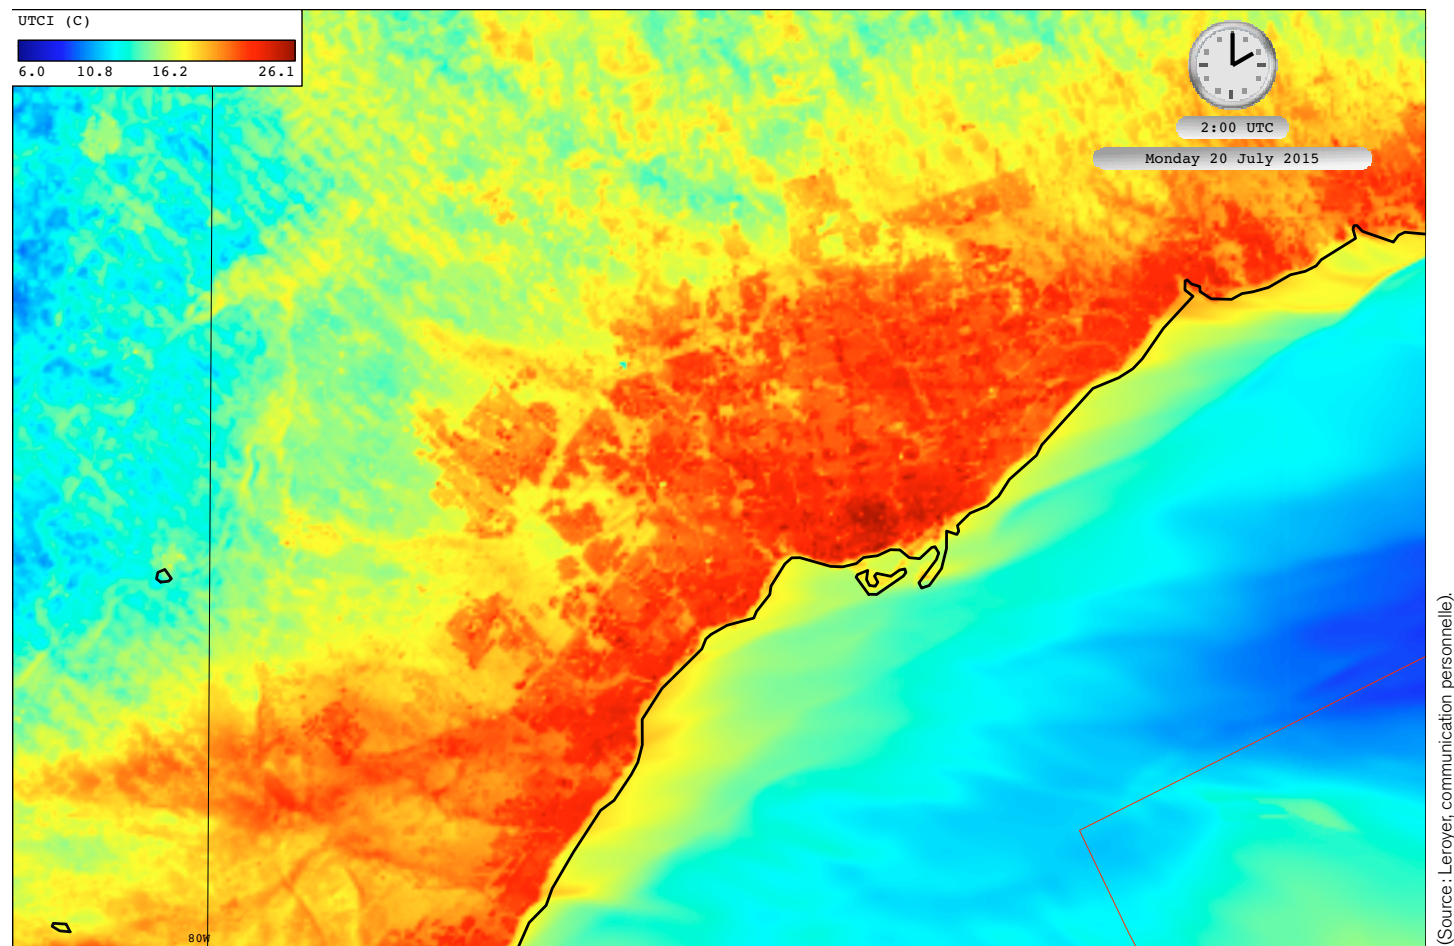 UTCI (C)
6.0 10.8 16.2 26.1
2:00 UTC
Monday 20 July 2015
80W
(Source : Leroyer, communication personnelle).